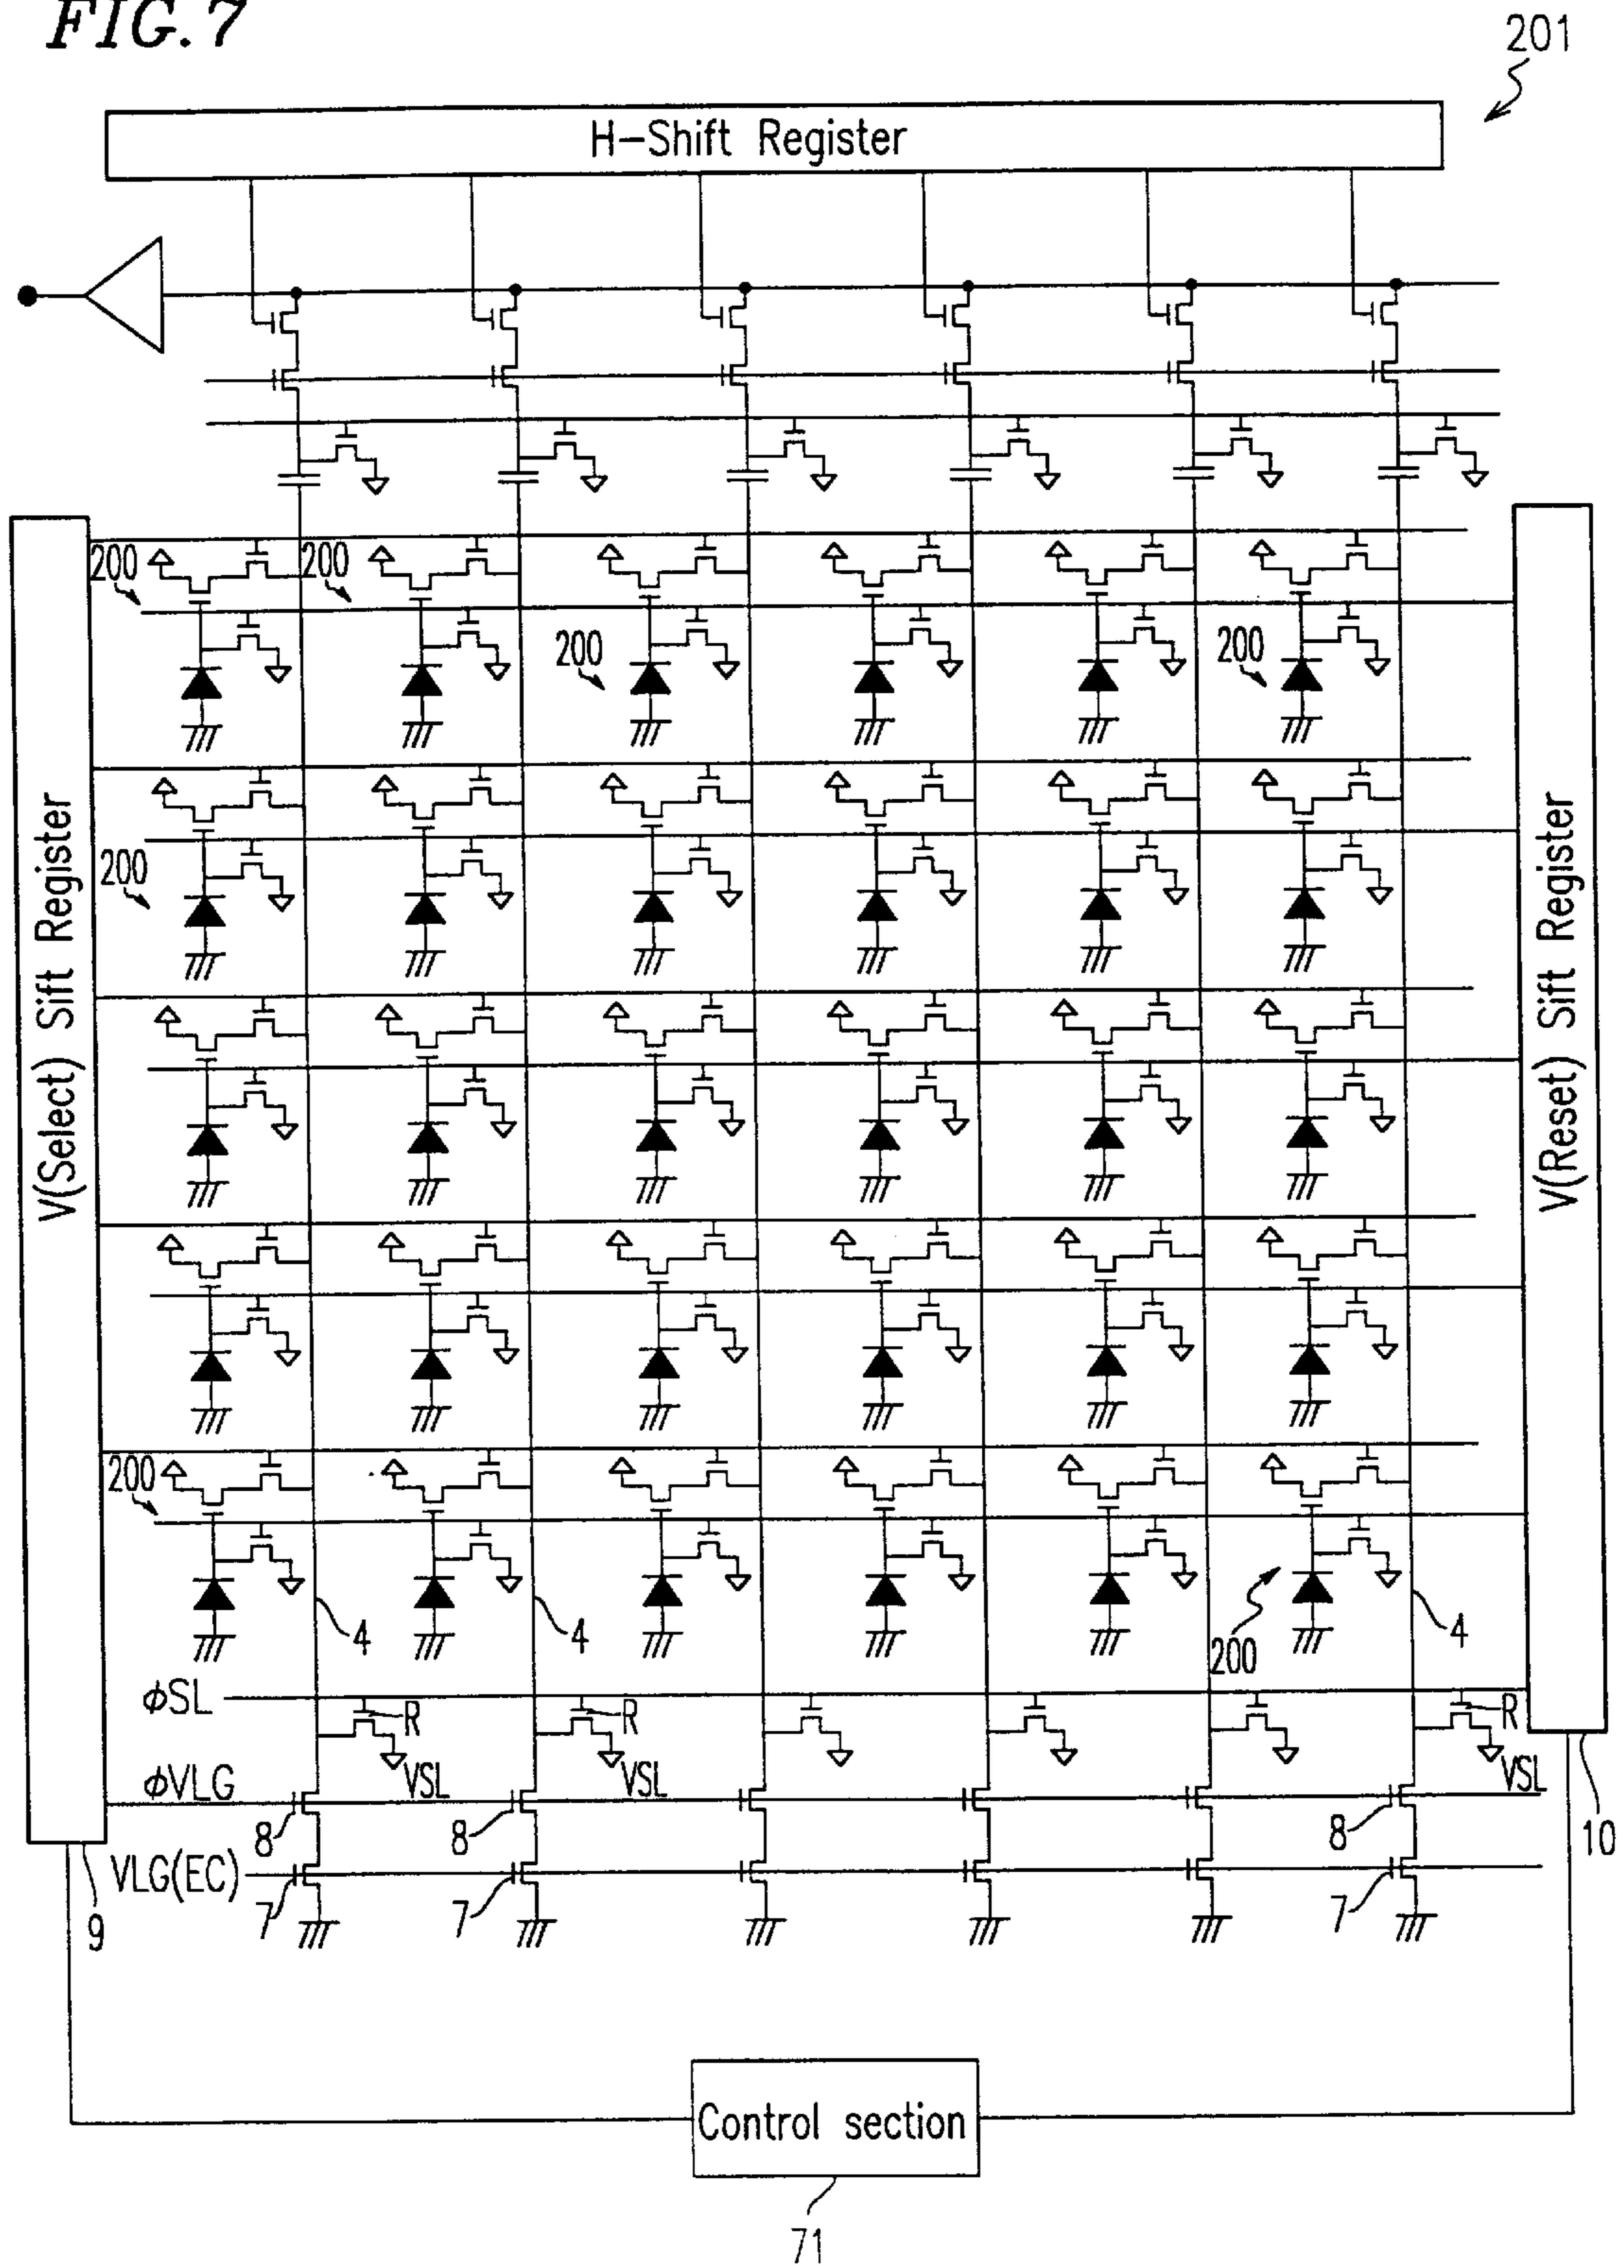 FIG. 7
201
H-Shift Register
200
200
200
200
200
200
200
V(Select) Sift Register
V(Reset) Sift Register
4
4
4
ΦSL
R
R
R
VSL
VSL
VSL
ΦVLG
8
8
8
VLG(EC)
7
7
7
9
10
Control section
71